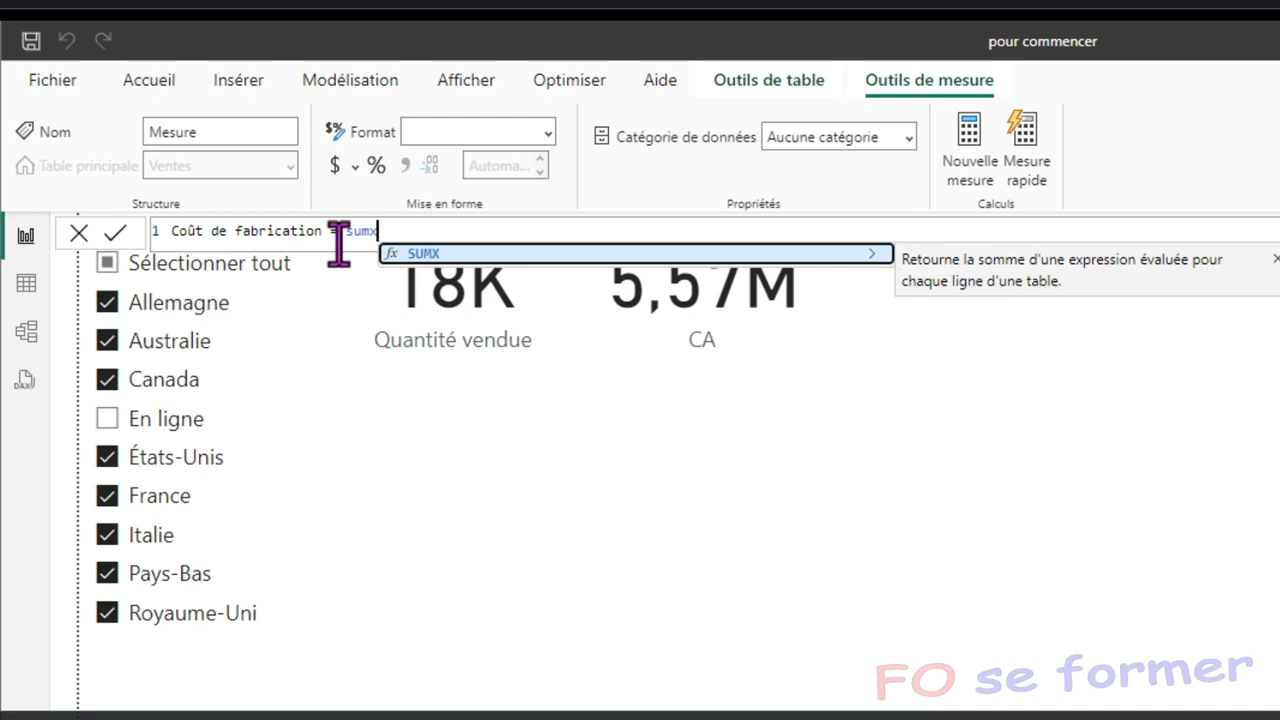 pour commencer
Fichier Accueil Insérer Modélisation Afficher Optimiser Aide Outils de table Outils de mesure
Nom Mesure
Table principale Ventes
Structure
Format
$ % Automa...
Mise en forme
Catégorie de données Aucune catégorie
Propriétés
Nouvelle mesure
Mesure rapide
Calculs
1 Coût de fabrication = sumx
fx SUMX
Retourne la somme d'une expression évaluée pour
chaque ligne d'une table.
DAX
Sélectionner tout
Allemagne
Australie
Canada
En ligne
États-Unis
France
Italie
Pays-Bas
Royaume-Uni
18K
Quantité vendue
5,57M
CA
FO se former